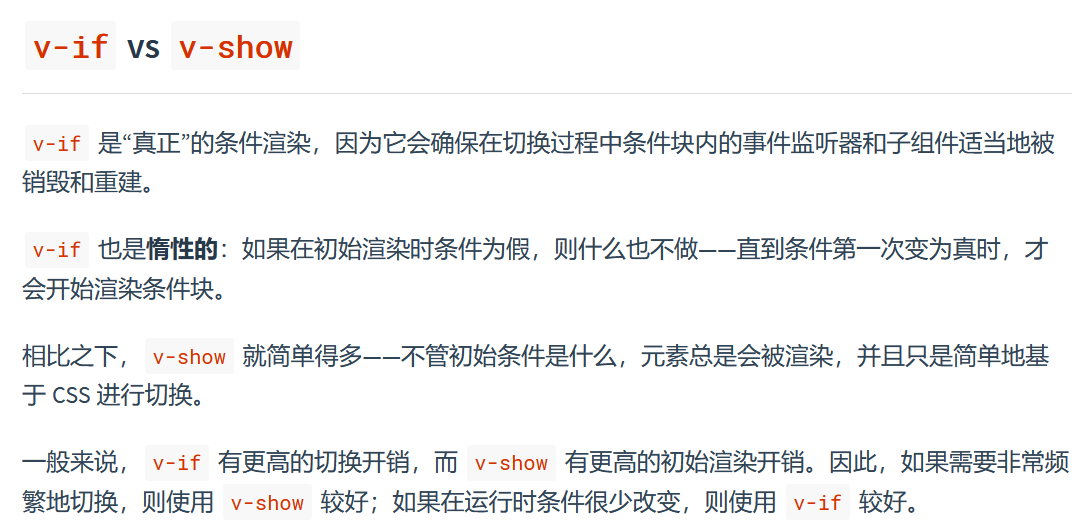 v-if vs v-show
v-if 是“真正”的条件渲染，因为它会确保在切换过程中条件块内的事件监听器和子组件适当地被
销毁和重建。
v-if 也是惰性的：如果在初始渲染时条件为假，则什么也不做——直到条件第一次变为真时，才
会开始渲染条件块。
相比之下，v-show 就简单得多——不管初始条件是什么，元素总是会被渲染，并且只是简单地基
于 CSS 进行切换。
一般来说，v-if 有更高的切换开销，而 v-show 有更高的初始渲染开销。因此，如果需要非常频
繁地切换，则使用 v-show 较好；如果在运行时条件很少改变，则使用 v-if 较好。